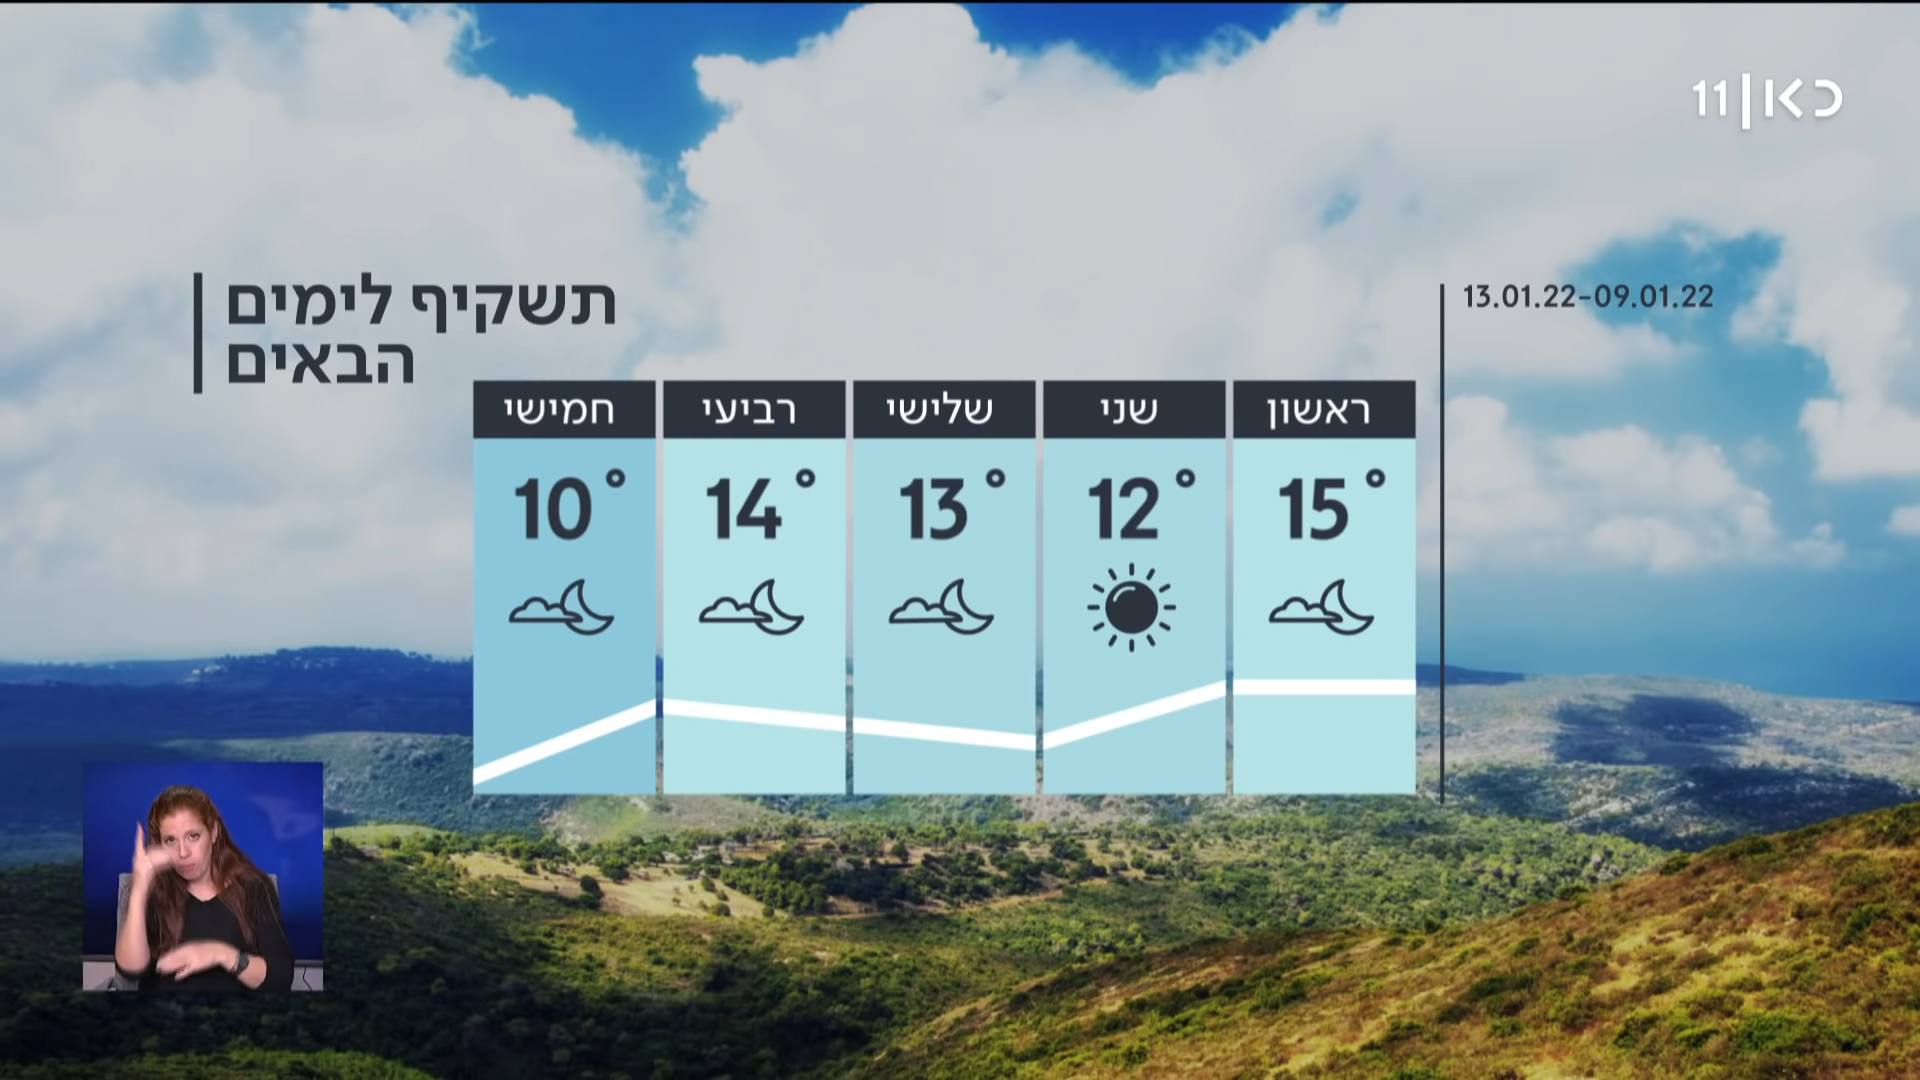 כאן|11
תשקיף לימים
הבאים
13.01.22-09.01.22
ראשון
שני
שלישי
רביעי
חמישי
15°
12°
13°
14°
10°